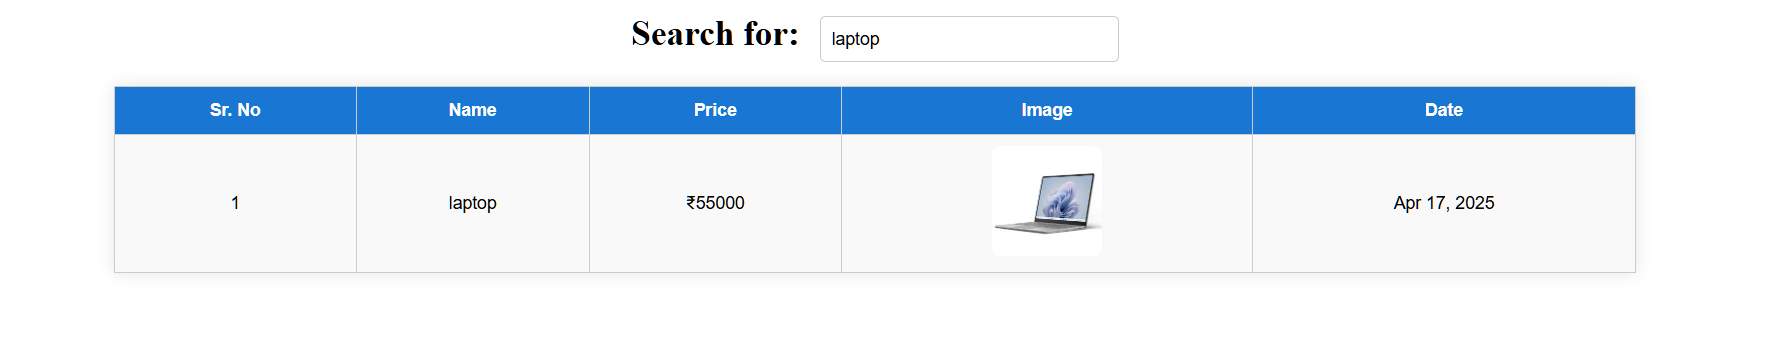 Search for: laptop
Sr. No Name Price Image Date
1 laptop ₹55000 Apr 17, 2025